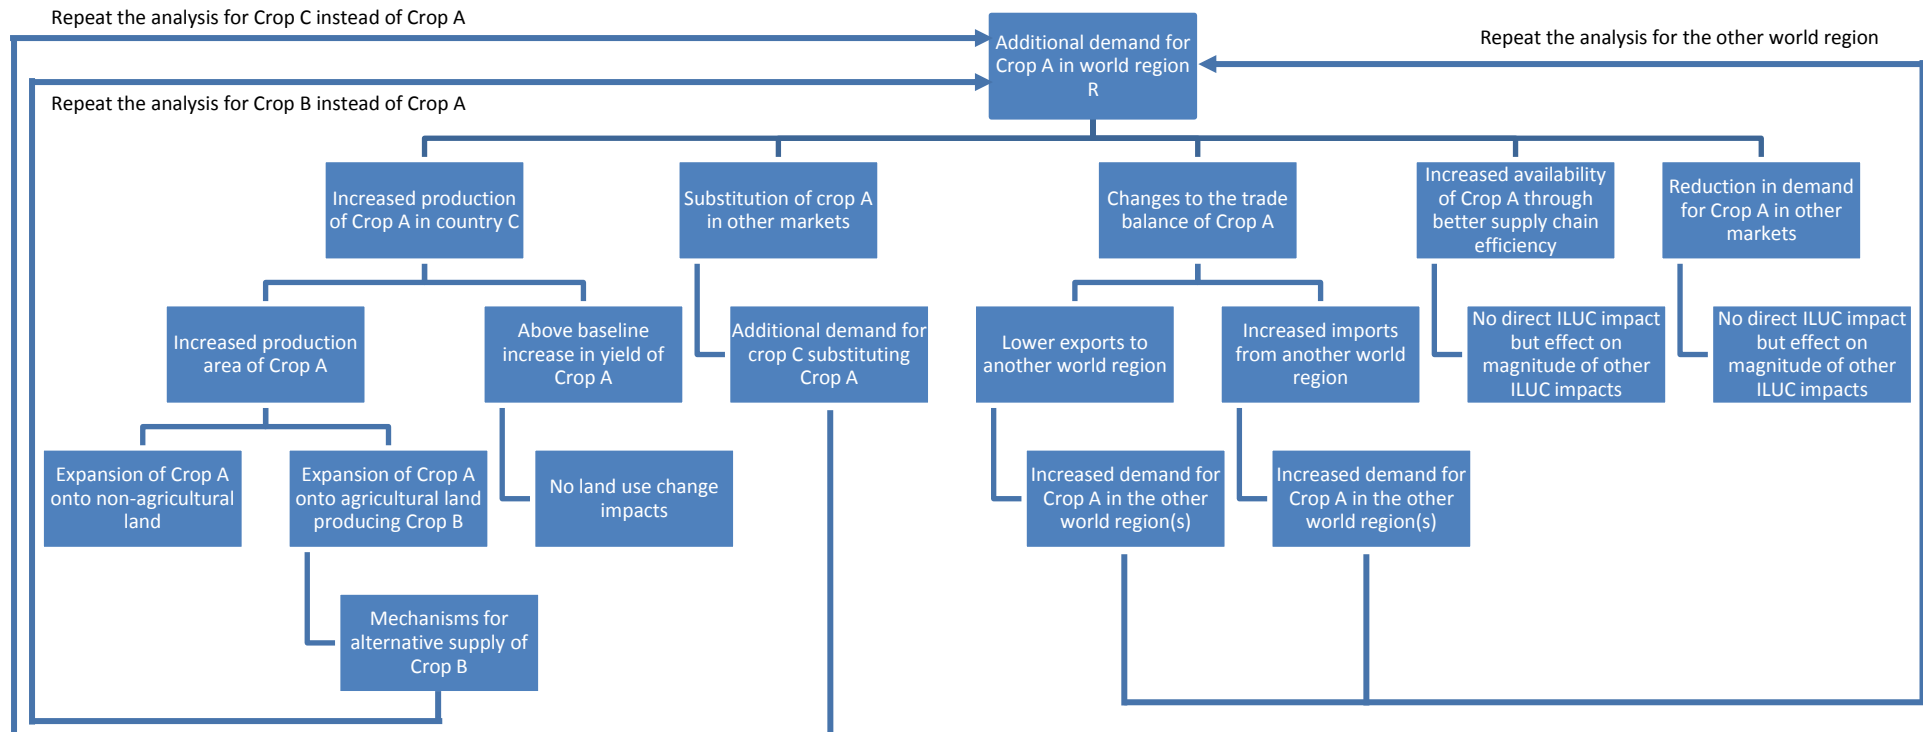 Repeat the analysis for Crop C instead of Crop A
Additional demand for
Crop A in world region
R
Repeat the analysis for the other world region
Repeat the analysis for Crop B instead of Crop A
Increased production
of Crop A in country C
Substitution of crop A
in other markets
Changes to the trade
balance of Crop A
Increased availability
of Crop A through
better supply chain
efficiency
Reduction in demand
for Crop A in other
markets
Increased production
area of Crop A
Above baseline
increase in yield of
Crop A
Additional demand for
crop C substituting
Crop A
Lower exports to
another world region
Increased imports
from another world
region
No direct ILUC impact
but effect on
magnitude of other
ILUC impacts
No direct ILUC impact
but effect on
magnitude of other
ILUC impacts
Expansion of Crop A
onto non-agricultural
land
Expansion of Crop A
onto agricultural land
producing Crop B
No land use change
impacts
Increased demand for
Crop A in the other
world region(s)
Increased demand for
Crop A in the other
world region(s)
Mechanisms for
alternative supply of
Crop B